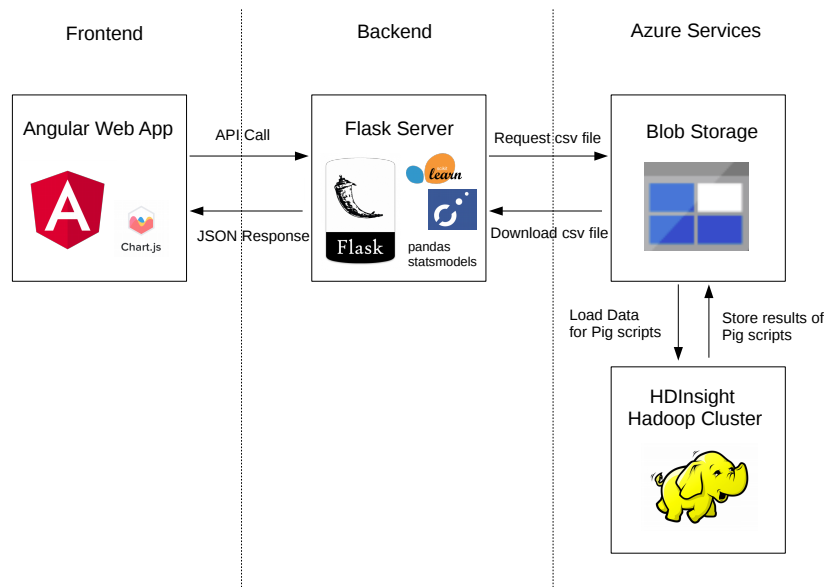 Frontend
Backend
Azure Services
Angular Web App
API Call
Flask Server
Request csv file
Blob Storage
learn
JSON Response
Download csv file
Chart.js
Flask
pandas
statsmodels
Load Data
for Pig scripts
Store results of
Pig scripts
HDInsight
Hadoop Cluster